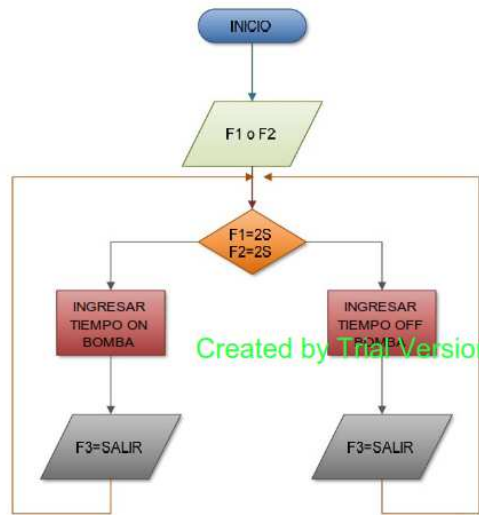 INICIO
F1 o F2
F1=2S
F2=2S
INGRESAR
TIEMPO ON
BOMBA
INGRESAR
TIEMPO OFF
BOMBA
Created by Trial Version
F3=SALIR
F3=SALIR